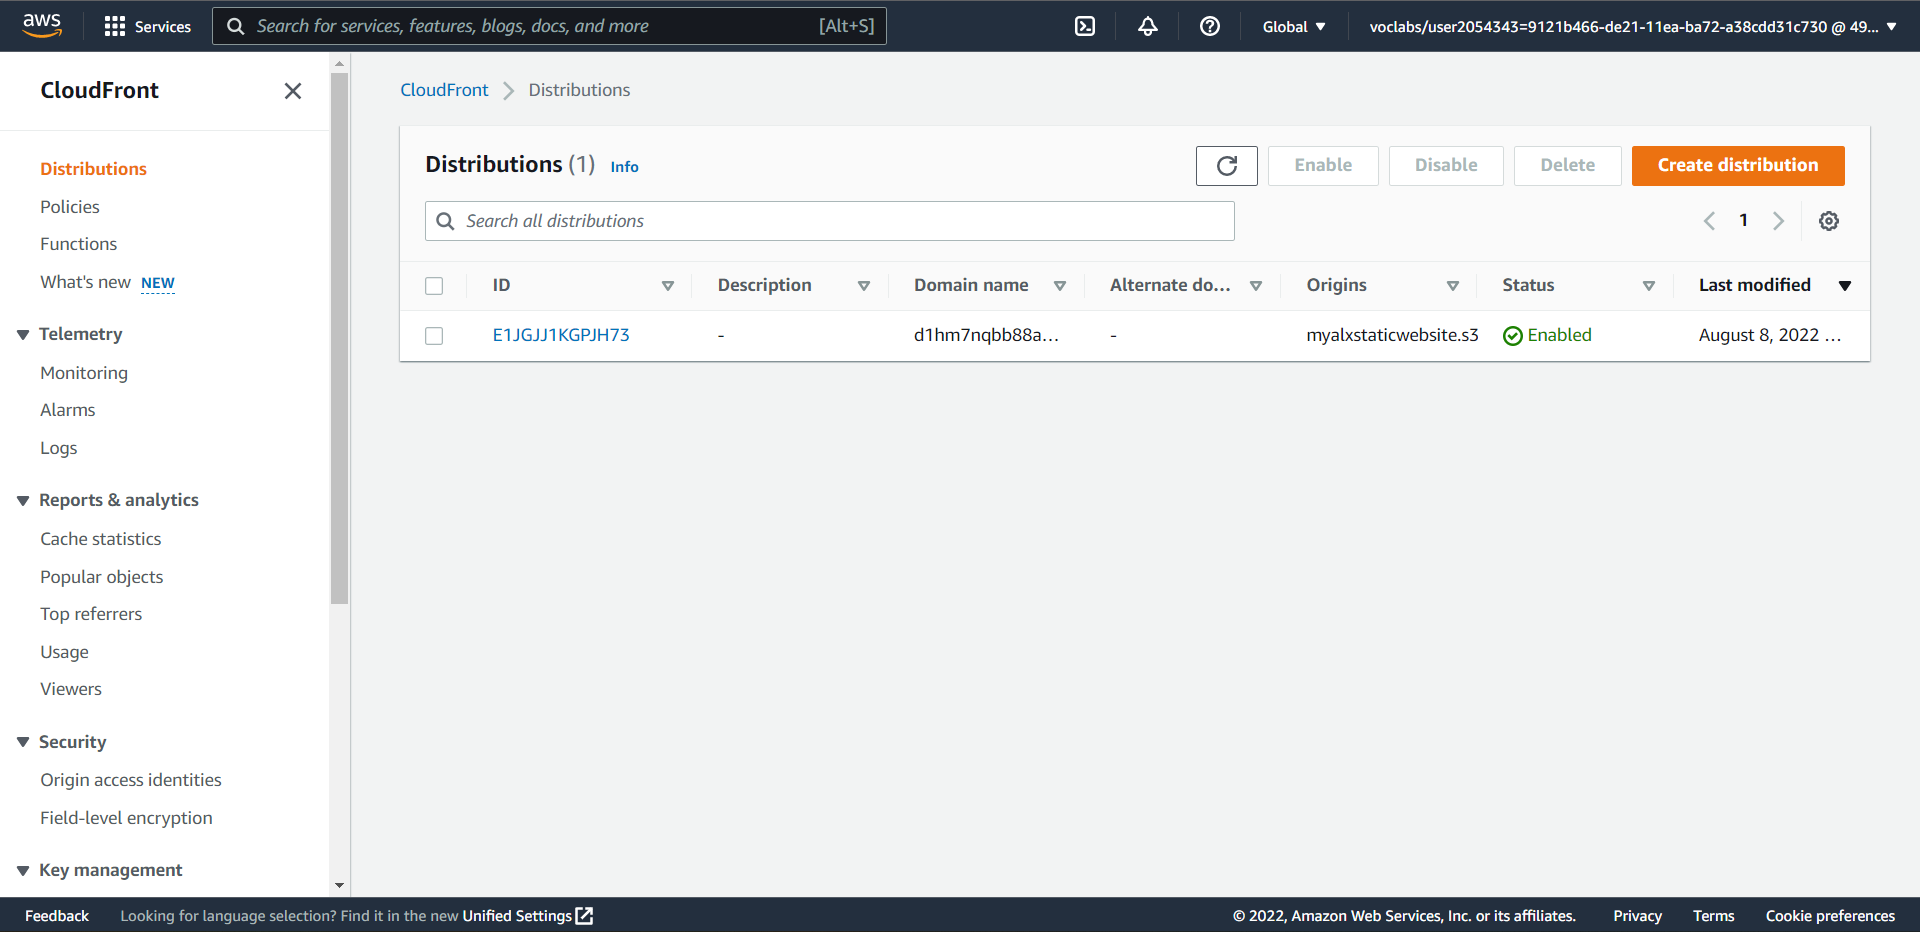 aws
Services
Search for services, features, blogs, docs, and more
[Alt+S]
Global
voclabs/user2054343=9121b466-de21-11ea-ba72-a38cdd31c730 @ 49...
CloudFront
Distributions
Policies
Functions
What's new NEW
Telemetry
Monitoring
Alarms
Logs
Reports & analytics
Cache statistics
Popular objects
Top referrers
Usage
Viewers
Security
Origin access identities
Field-level encryption
Key management
CloudFront Distributions
Distributions (1) Info
Enable Disable Delete Create distribution
Search all distributions
1
ID Description Domain name Alternate do... Origins Status Last modified
E1JGJJ1KGPJH73 - d1hm7nqbb88a... - myalxstaticwebsite.s3 Enabled August 8, 2022 ...
Feedback Looking for language selection? Find it in the new Unified Settings © 2022, Amazon Web Services, Inc. or its affiliates. Privacy Terms Cookie preferences